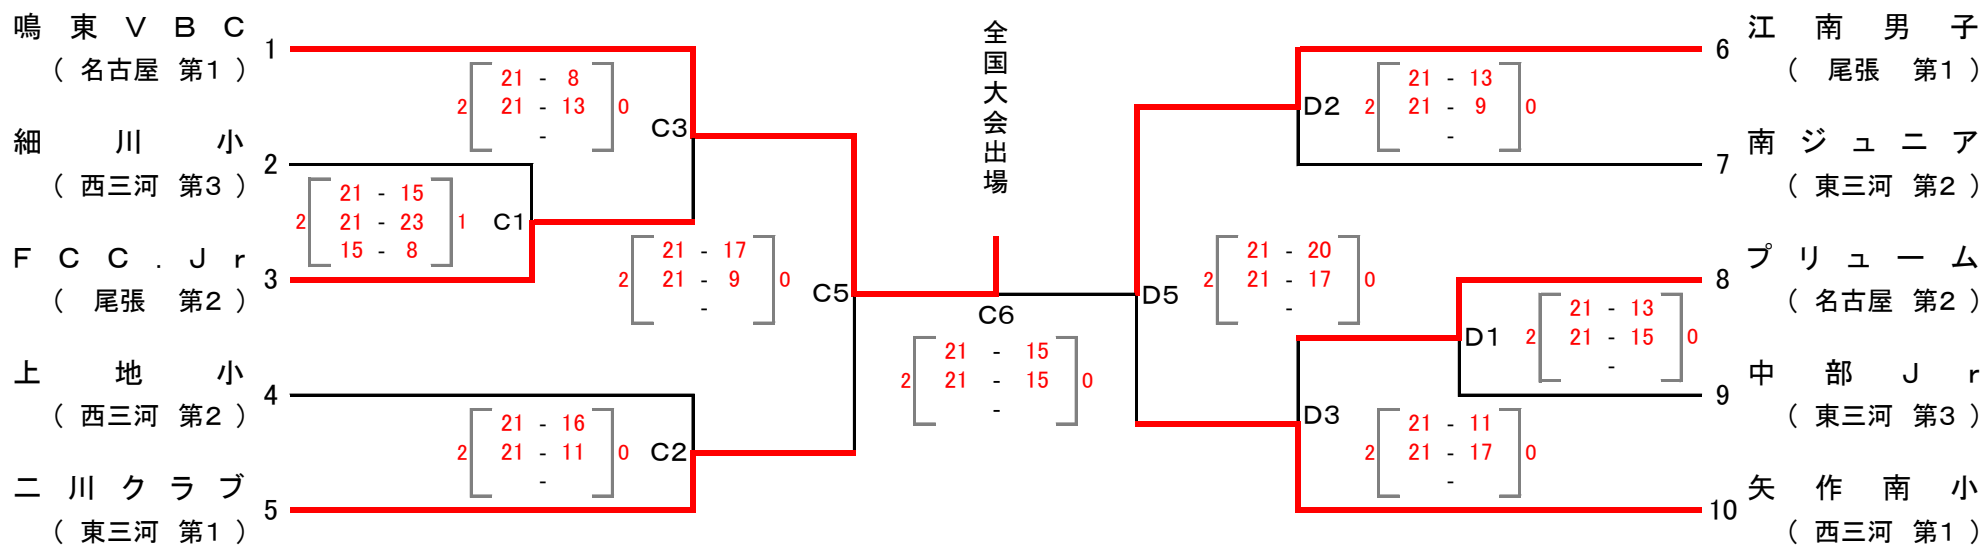 鳴東VBC
1
(名古屋 第1)
細川小
2
(西三河 第3)
FCC.Jr
3
(尾張 第2)
上地小
4
(西三河 第2)
二川クラブ
5
(東三河 第1)
2 21 - 8 0
21 - 13
-
C3
2 21 - 15 1
21 - 23
15 - 8
C1
2 21 - 17 0
21 - 9
-
C5
2 21 - 16 0
21 - 11
-
C2
全国大会出場
C6
2 21 - 15 0
21 - 15
-
D2
2 21 - 13 0
21 - 9
-
D5
2 21 - 20 0
21 - 17
-
D1
2 21 - 13 0
21 - 15
-
D3
2 21 - 11 0
21 - 17
-
6
江南男子
(尾張 第1)
7
南ジュニア
(東三河 第2)
8
プリューム
(名古屋 第2)
9
中部Jr
(東三河 第3)
10
矢作南小
(西三河 第1)